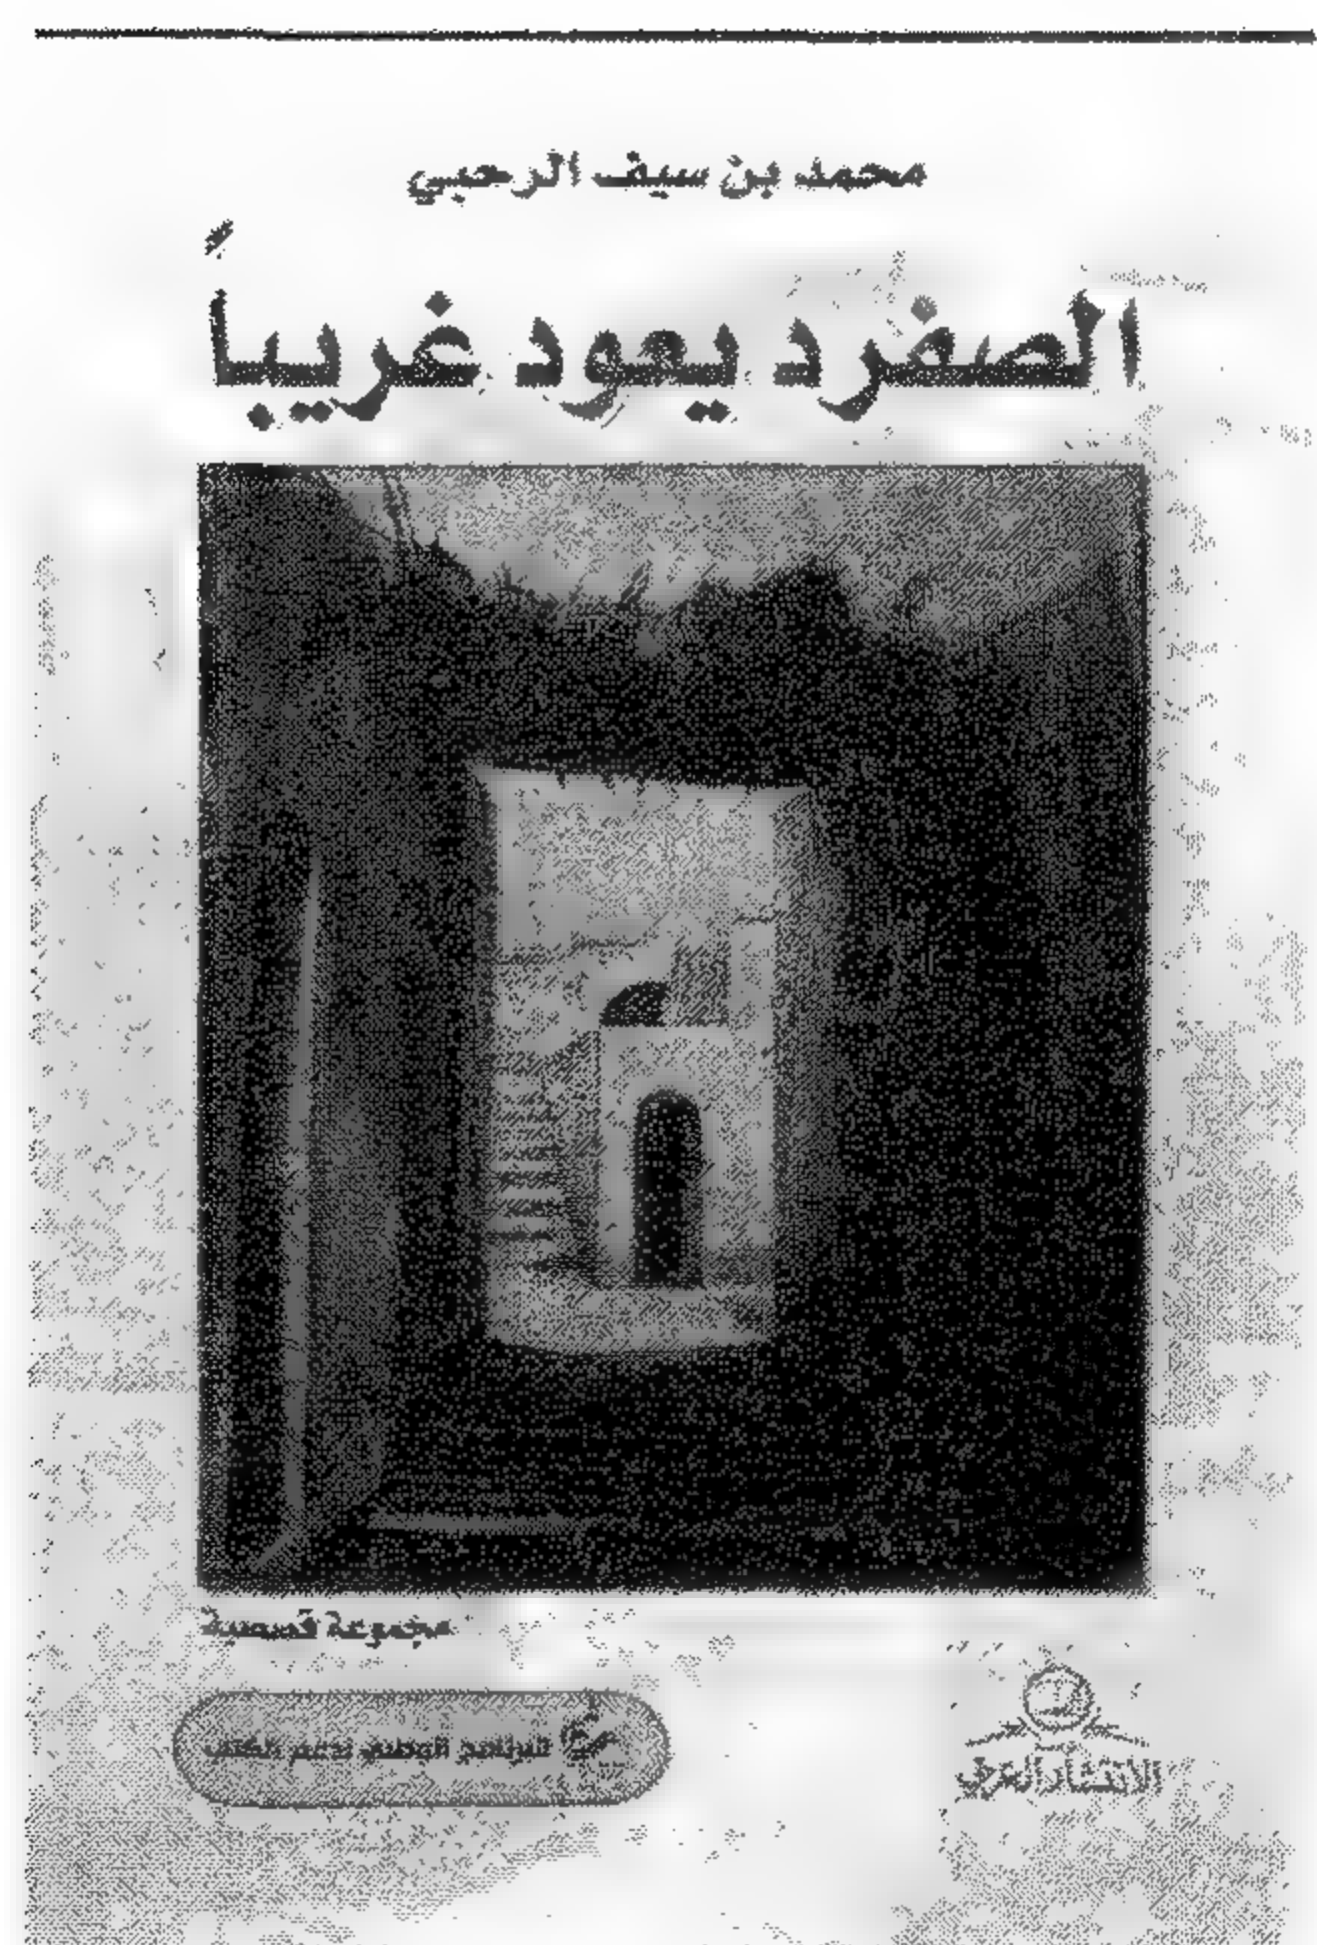 محمد بن سيف الرحبي
الصفرد يعود غريباً
مجموعة قصصية
البرنامج الوطني لدعم الكتاب
الانتشار العربي